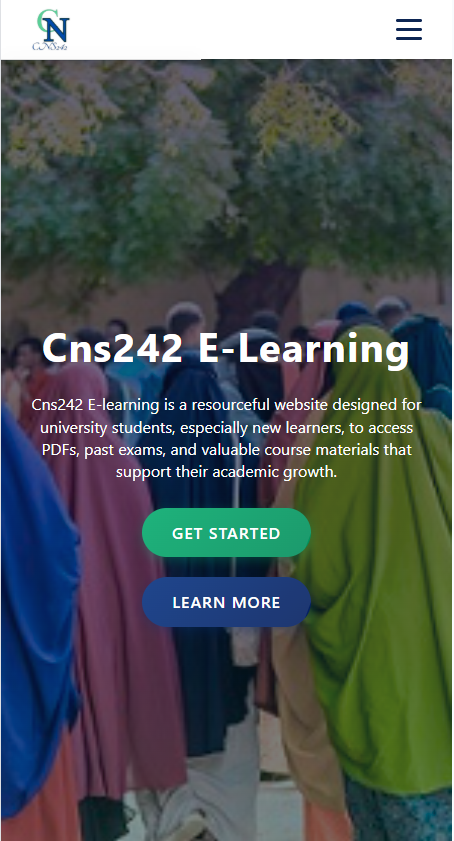 CN
CNS242
Cns242 E-Learning
Cns242 E-learning is a resourceful website designed for
university students, especially new learners, to access
PDFs, past exams, and valuable course materials that
support their academic growth.
GET STARTED
LEARN MORE